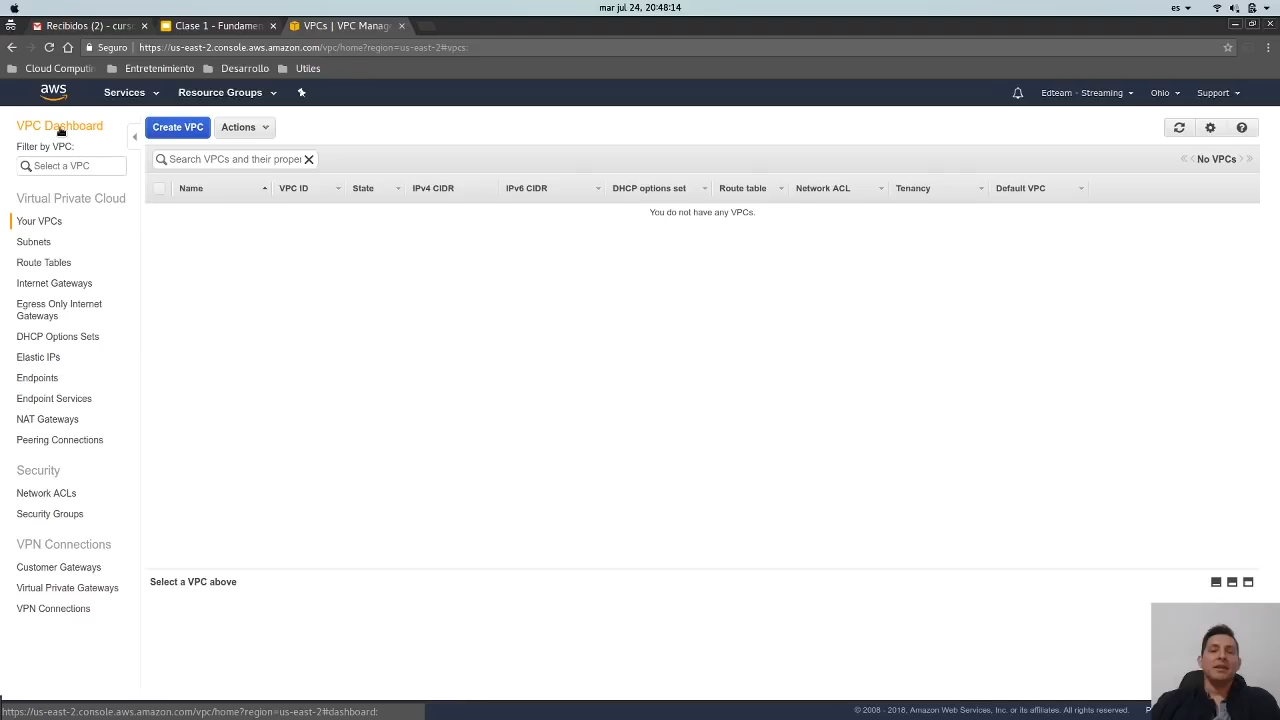 mar jul 24, 20:48:14
es
Recibidos (2) - curso
Clase 1 - Fundamen
VPCs | VPC Manage
Seguro | https://us-east-2.console.aws.amazon.com/vpc/home?region=us-east-2#vpcs:
Cloud Computin
Entretenimiento
Desarrollo
Utiles
aws
Services
Resource Groups
Edteam - Streaming
Ohio
Support
VPC Dashboard
Filter by VPC:
Select a VPC
Virtual Private Cloud
Your VPCs
Subnets
Route Tables
Internet Gateways
Egress Only Internet
Gateways
DHCP Options Sets
Elastic IPs
Endpoints
Endpoint Services
NAT Gateways
Peering Connections
Security
Network ACLs
Security Groups
VPN Connections
Customer Gateways
Virtual Private Gateways
VPN Connections
Create VPC
Actions
Search VPCs and their proper
No VPCs
Name
VPC ID
State
IPv4 CIDR
IPv6 CIDR
DHCP options set
Route table
Network ACL
Tenancy
Default VPC
You do not have any VPCs.
Select a VPC above
https://us-east-2.console.aws.amazon.com/vpc/home?region=us-east-2#dashboard:
© 2008 - 2018, Amazon Web Services, Inc. or its affiliates. All rights reserved.